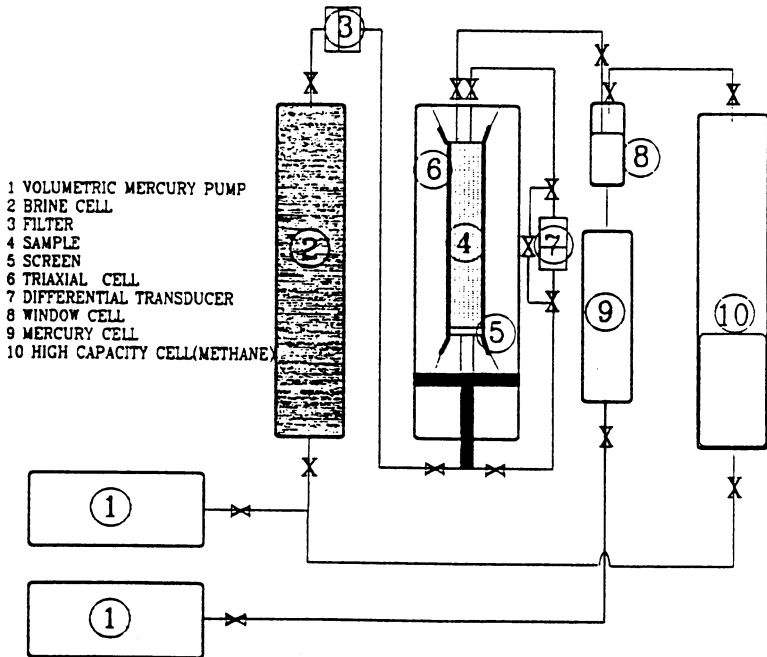 1 VOLUMETRIC MERCURY PUMP
2 BRINE CELL
3 FILTER
4 SAMPLE
5 SCREEN
6 TRIAXIAL CELL
7 DIFFERENTIAL TRANSDUCER
8 WINDOW CELL
9 MERCURY CELL
10 HIGH CAPACITY CELL(METHANE)
3
8
6
2
4
7
9
5
10
1
1